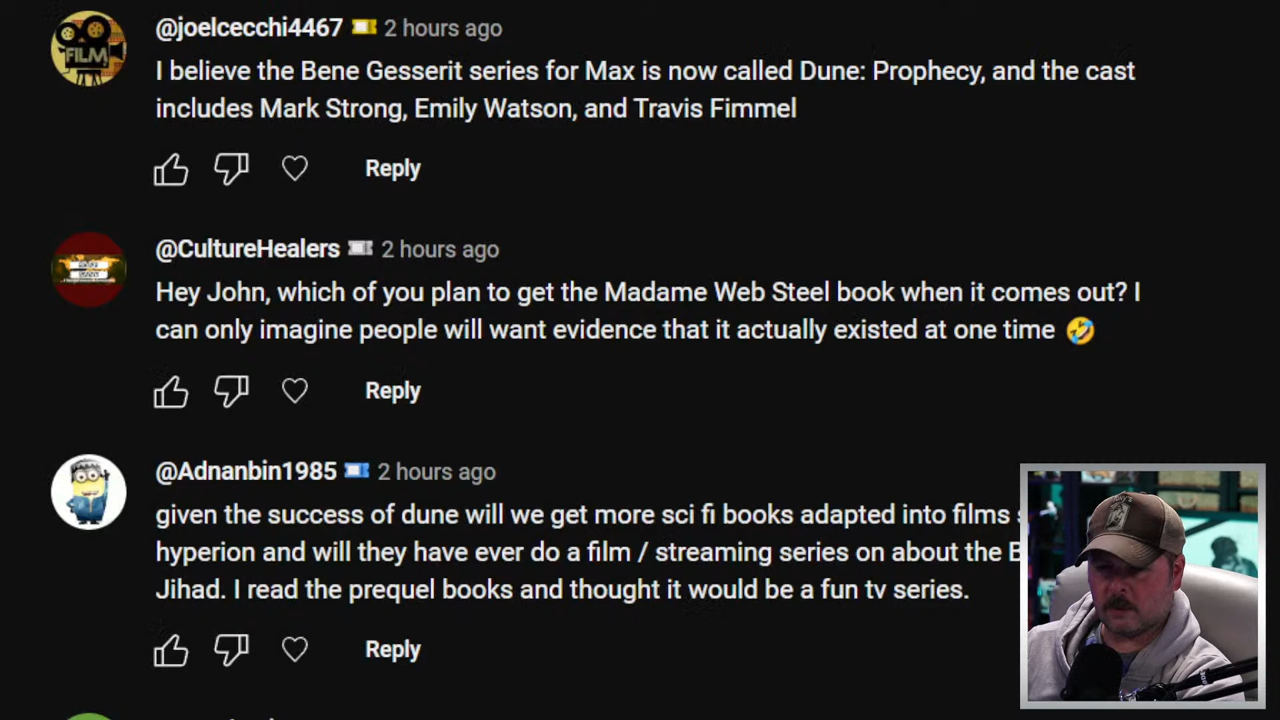 FILM
@joelcecchi4467 2 hours ago
I believe the Bene Gesserit series for Max is now called Dune: Prophecy, and the cast
includes Mark Strong, Emily Watson, and Travis Fimmel
Reply
@CultureHealers 2 hours ago
Hey John, which of you plan to get the Madame Web Steel book when it comes out? I
can only imagine people will want evidence that it actually existed at one time 🤣
Reply
@Adnanbin1985 2 hours ago
given the success of dune will we get more sci fi books adapted into films
hyperion and will they have ever do a film / streaming series on about the
Jihad. I read the prequel books and thought it would be a fun tv series.
Reply